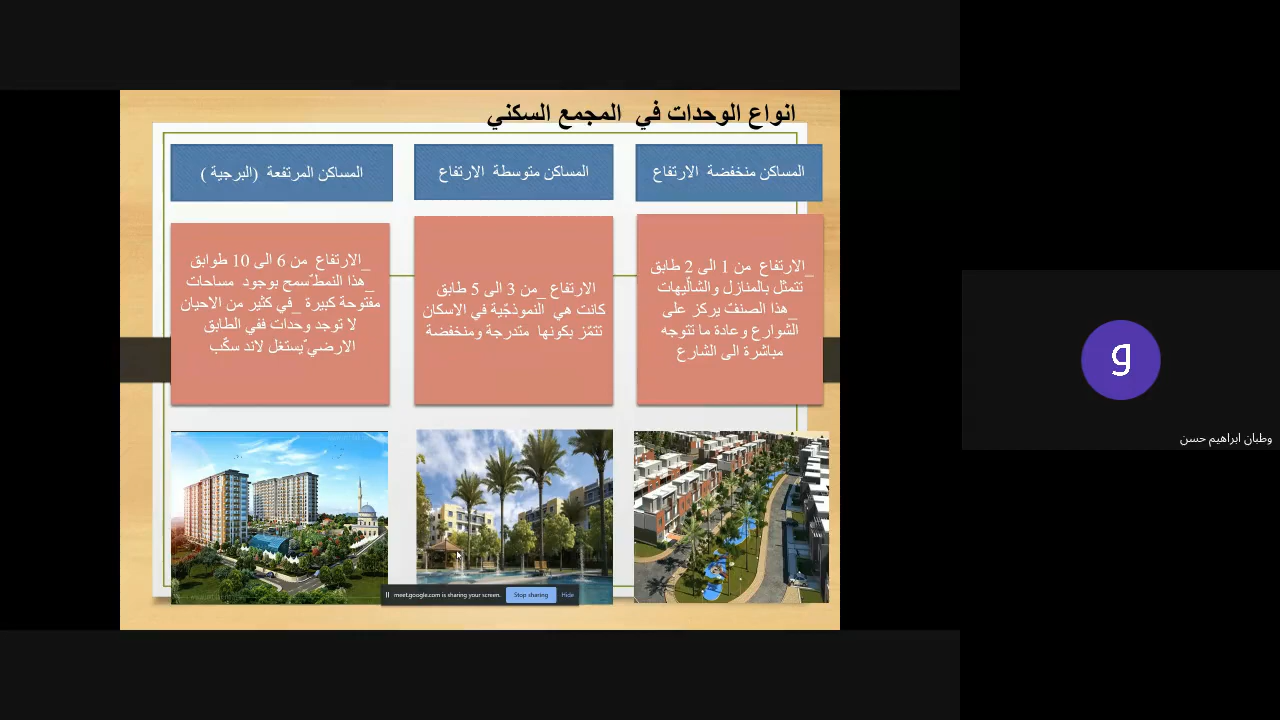 انواع الوحدات في المجمع السكني
المساكن منخفضة الارتفاع
المساكن متوسطة الارتفاع
المساكن المرتفعة (البرجية )
_الارتفاع من 1 الى 2 طابق
تتمثل بالمنازل والشاليهات
_هذا الصنف يركز على
الشوارع وعادة ما تتوجه
مباشرة الى الشارع
الارتفاع _من 3 الى 5 طابق
كانت هي النموذجية في الاسكان
تتمز بكونها متدرجة ومنخفضة
_الارتفاع من 6 الى 10 طوابق
_هذا النمط سمح بوجود مساحات
مفتوحة كبيرة _في كثير من الاحيان
لا توجد وحدات ففي الطابق
الارضي يستغل لاند سكب
meet.google.com is sharing your screen.
Stop sharing
Hide
g
وطبان ابراهيم حسن